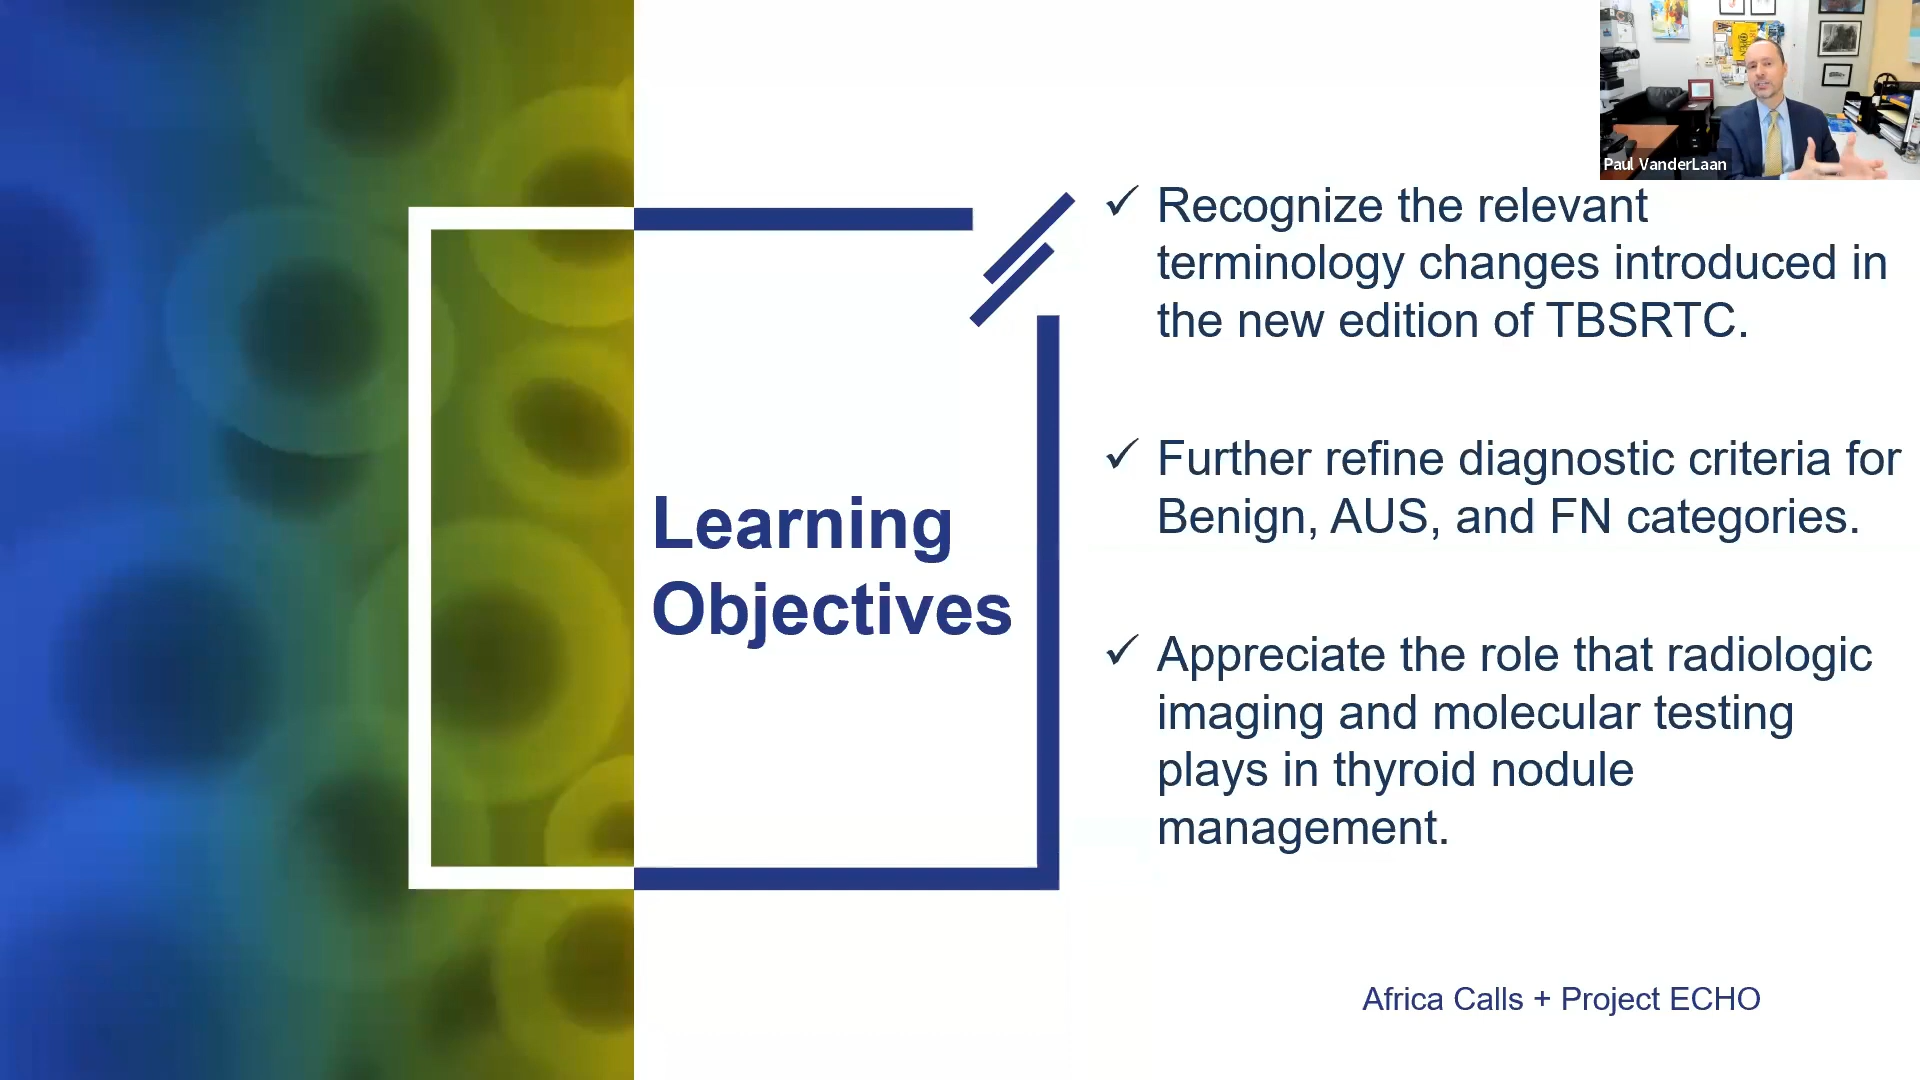 Paul VanderLaan
Learning
Objectives
✓ Recognize the relevant
terminology changes introduced in
the new edition of TBSRTC.
✓ Further refine diagnostic criteria for
Benign, AUS, and FN categories.
✓ Appreciate the role that radiologic
imaging and molecular testing
plays in thyroid nodule
management.
Africa Calls + Project ECHO